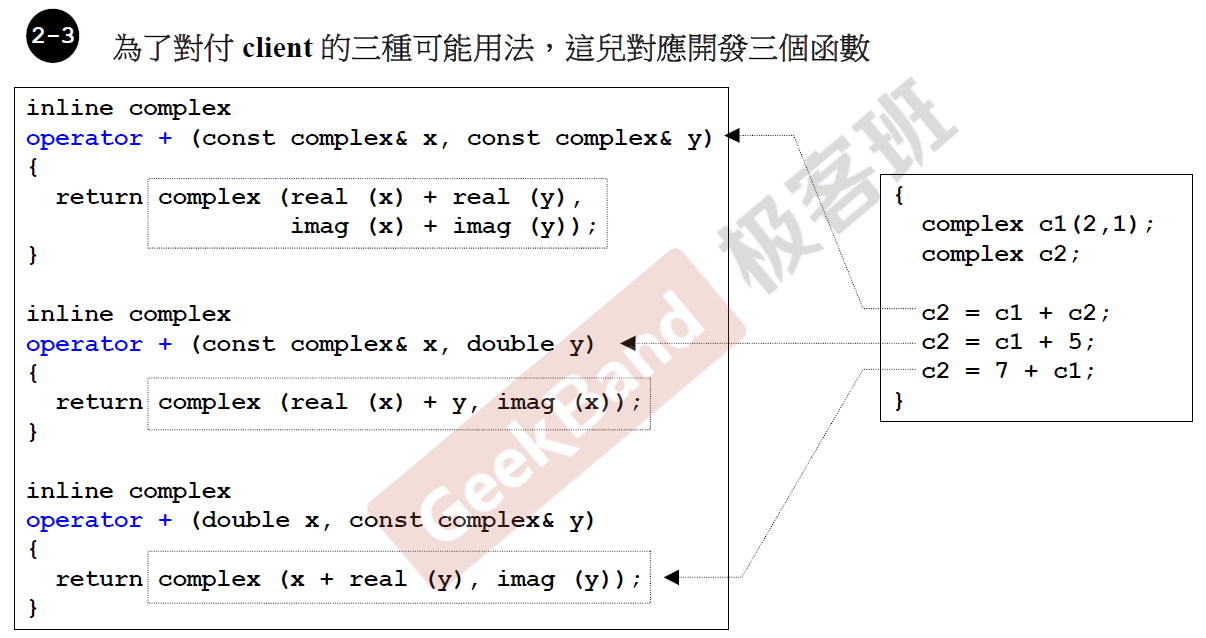 2-3
為了對付 client 的三種可能用法，這兒對應開發三個函數
inline complex
operator + (const complex& x, const complex& y)
{
  return complex (real (x) + real (y),
                  imag (x) + imag (y));
}
inline complex
operator + (const complex& x, double y)
{
  return complex (real (x) + y, imag (x));
}
inline complex
operator + (double x, const complex& y)
{
  return complex (x + real (y), imag (y));
}
{
  complex c1(2,1);
  complex c2;
  c2 = c1 + c2;
  c2 = c1 + 5;
  c2 = 7 + c1;
}
GeekBand 极客班